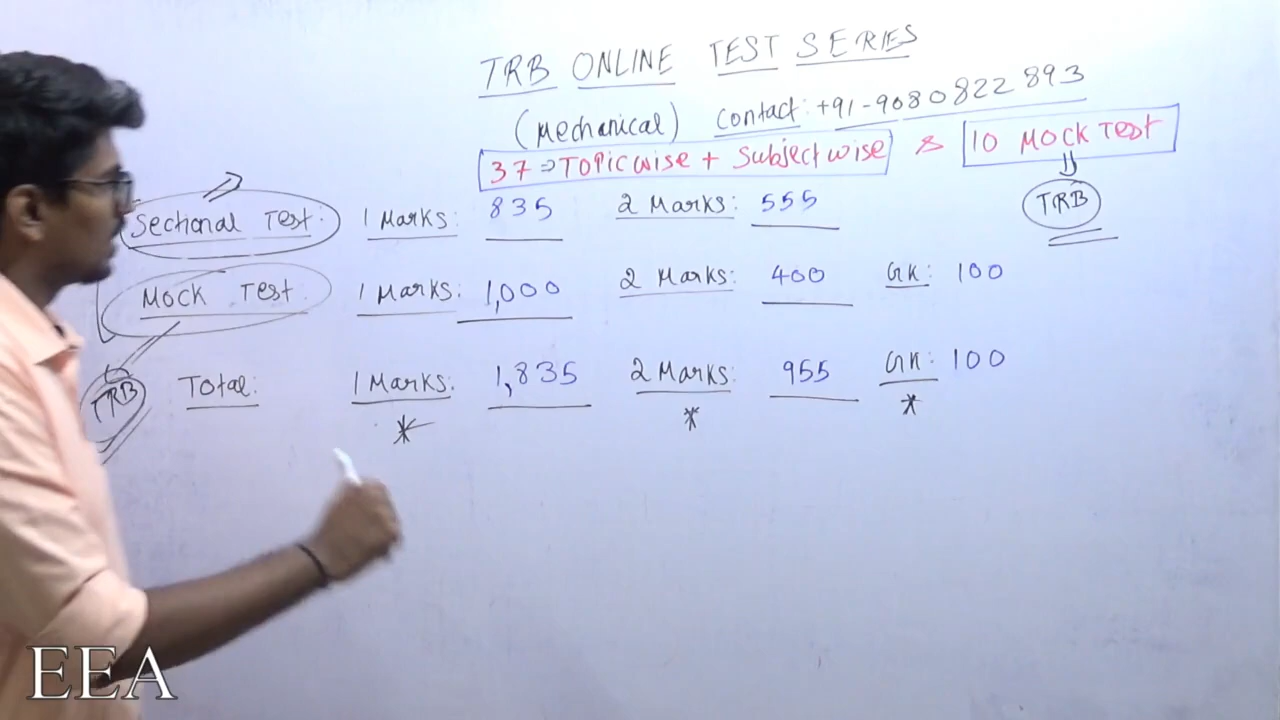 TRB ONLINE TEST SERIES
(Mechanical) contact: +91-9080822893
37 ⇒ Topicwise + Subjectwise & 10 Mock Test
TRB
Sectional Test: 1 Marks: 835 2 Marks: 555
Mock Test 1 Marks: 1,000 2 Marks: 400 GK: 100
TRB
Total: 1 Marks: 1,835 2 Marks: 955 GK: 100
* * *
EEA